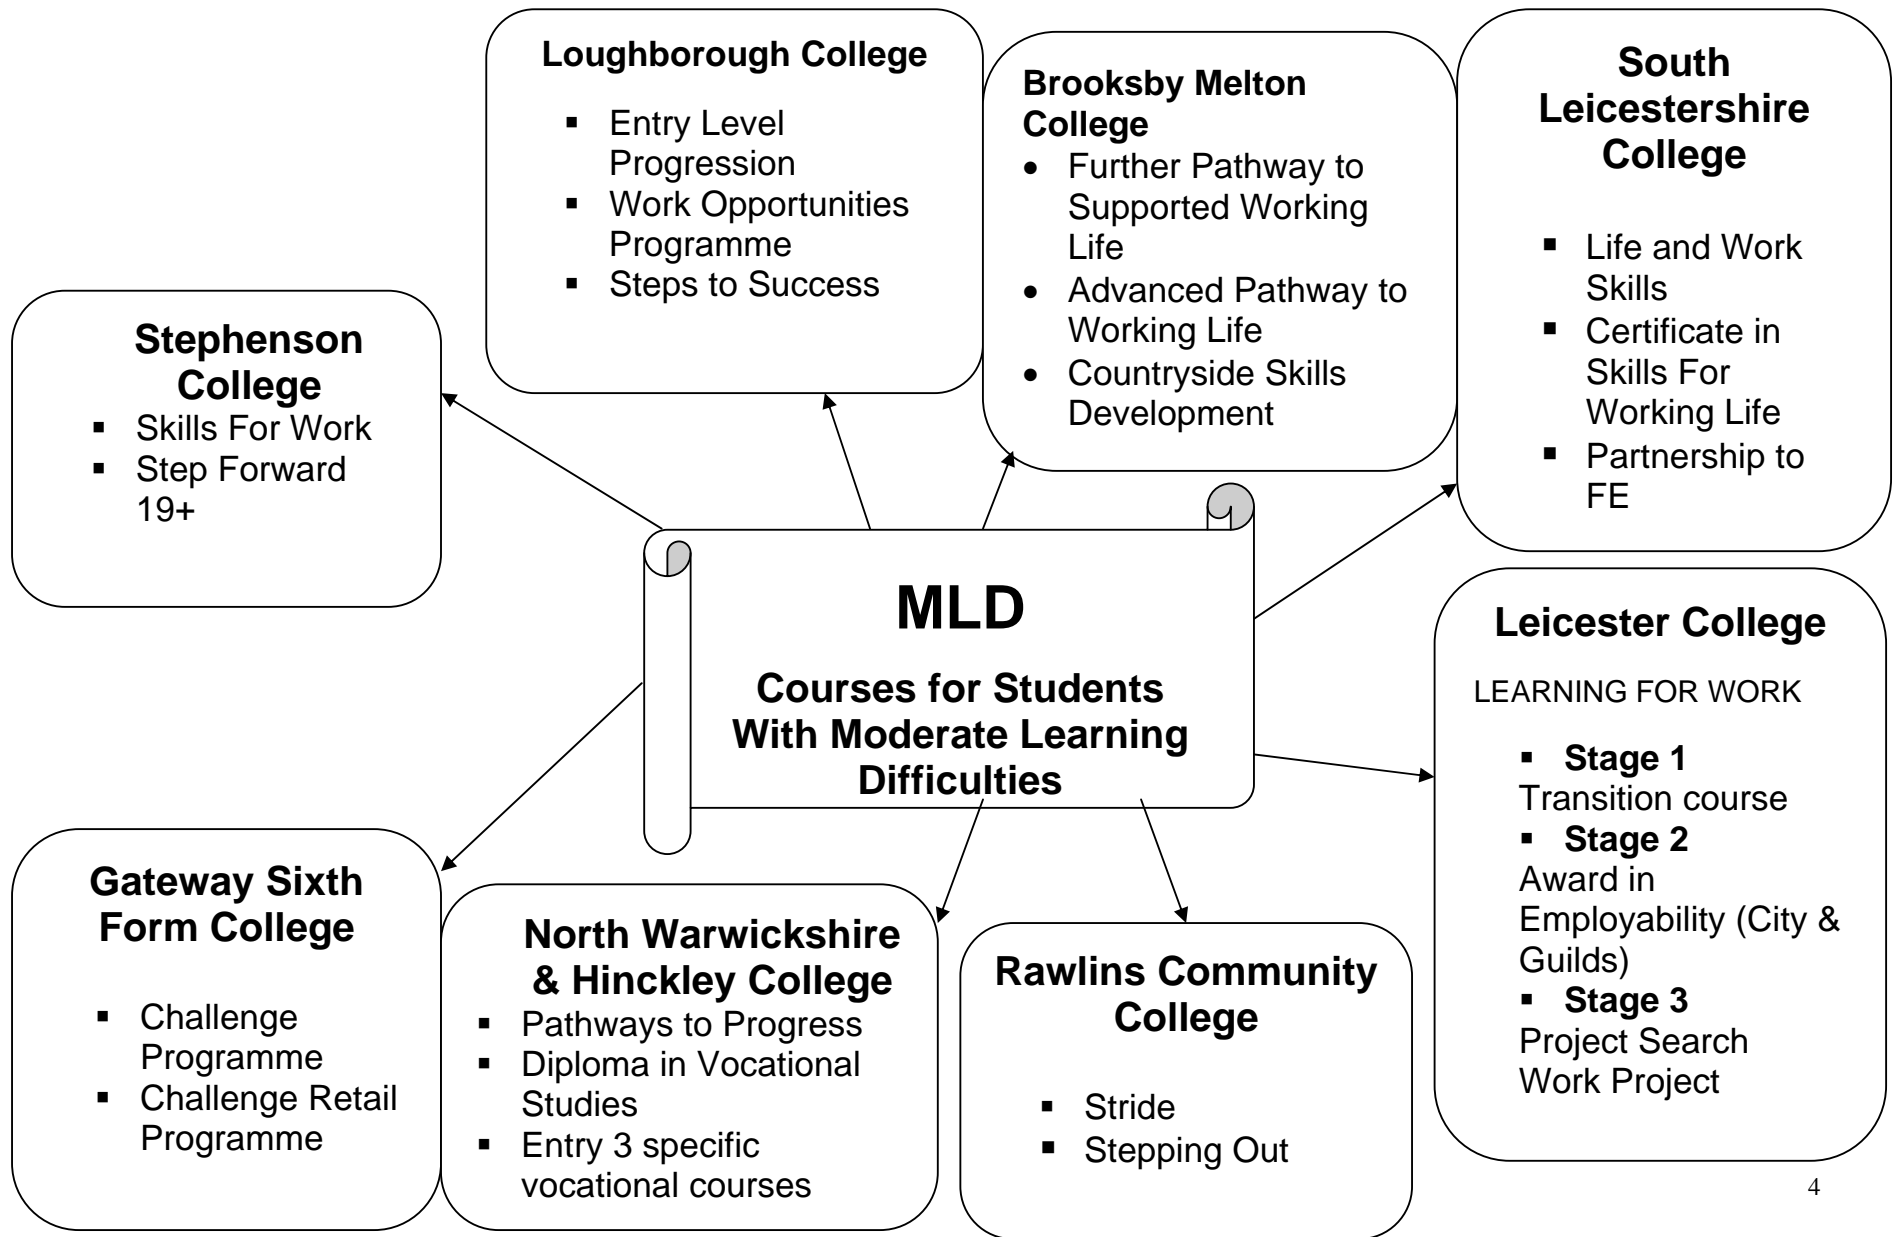 Loughborough College
▪ Entry Level
Progression
▪ Work Opportunities
Programme
▪ Steps to Success
Brooksby Melton
College
• Further Pathway to
Supported Working
Life
• Advanced Pathway to
Working Life
• Countryside Skills
Development
South
Leicestershire
College
▪ Life and Work
Skills
▪ Certificate in
Skills For
Working Life
▪ Partnership to
FE
Stephenson
College
▪ Skills For Work
▪ Step Forward
19+
MLD
Courses for Students
With Moderate Learning
Difficulties
Leicester College
LEARNING FOR WORK
▪ Stage 1
Transition course
▪ Stage 2
Award in
Employability (City &
Guilds)
▪ Stage 3
Project Search
Work Project
Gateway Sixth
Form College
▪ Challenge
Programme
▪ Challenge Retail
Programme
North Warwickshire
& Hinckley College
▪ Pathways to Progress
▪ Diploma in Vocational
Studies
▪ Entry 3 specific
vocational courses
Rawlins Community
College
▪ Stride
▪ Stepping Out
4